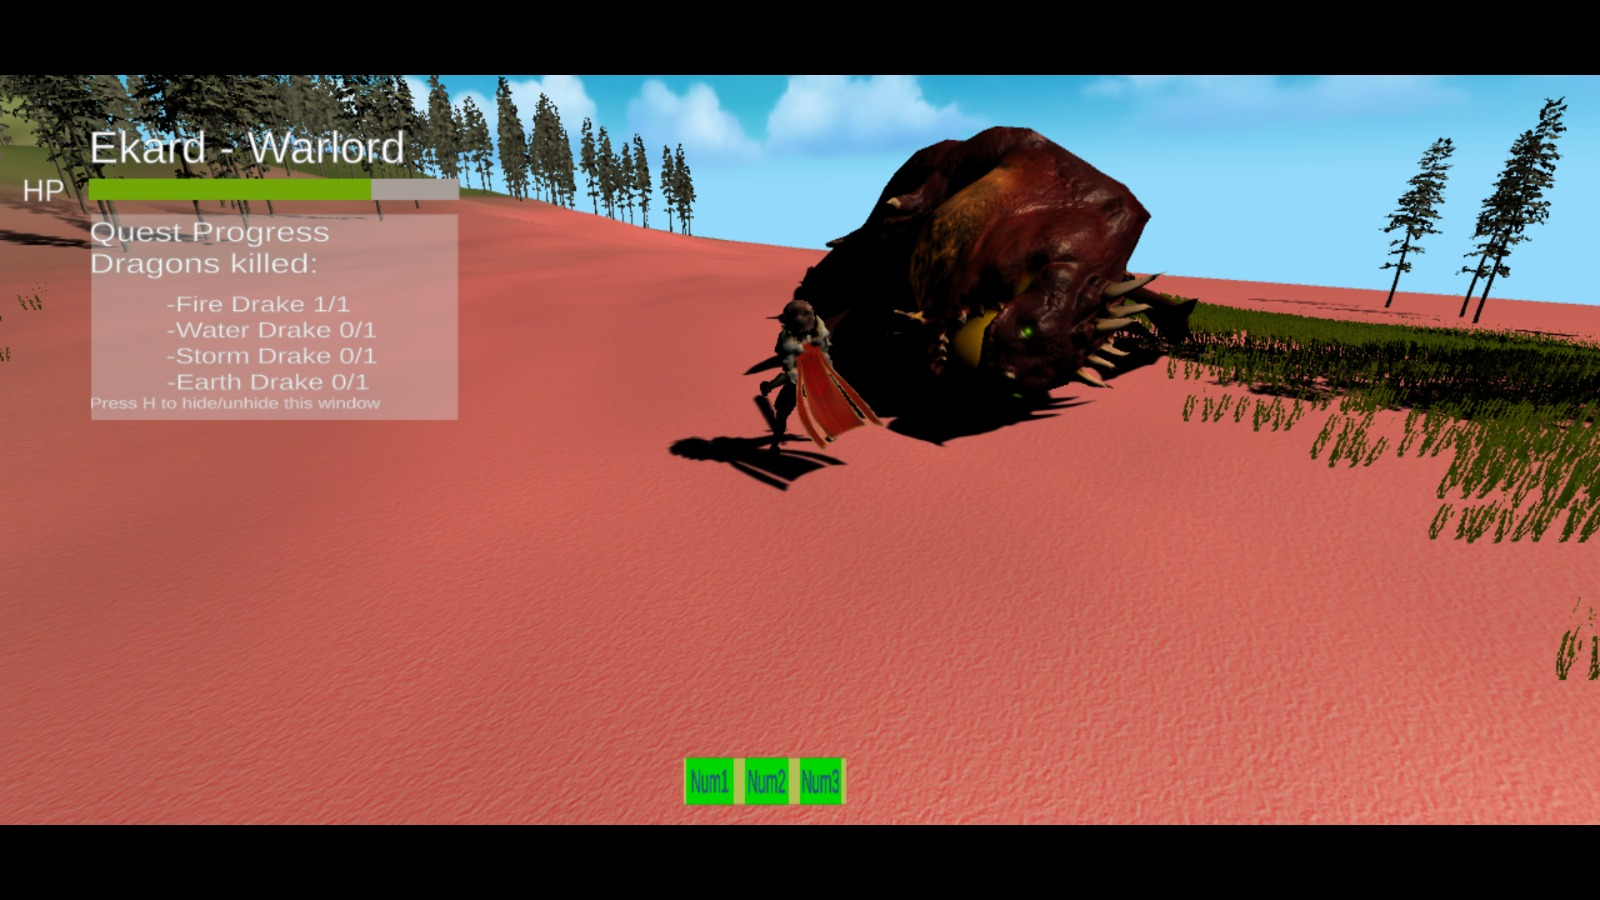 Ekard - Warlord
HP
Quest Progress
Dragons killed:
-Fire Drake 1/1
-Water Drake 0/1
-Storm Drake 0/1
-Earth Drake 0/1
Press H to hide/unhide this window
Num1 Num2 Num3